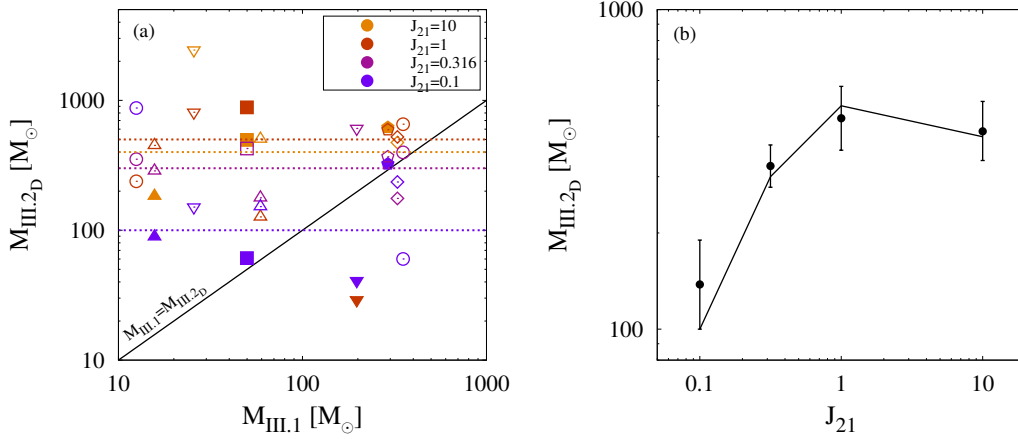 (a)
J21=10
J21=1
J21=0.316
J21=0.1
1000
100
10
MIII.2D [M⊙]
MIII.1=MIII.2D
10 100 1000
MIII.1 [M⊙]
(b)
1000
100
MIII.2D [M⊙]
0.1 1 10
J21